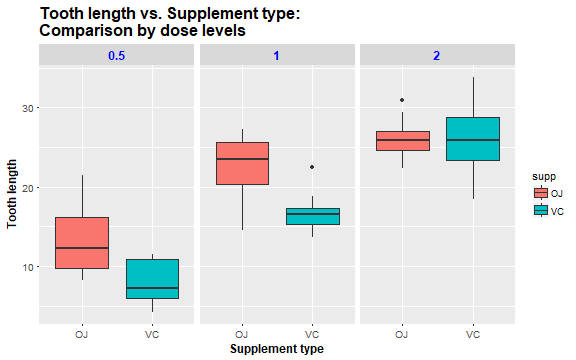 Tooth length vs. Supplement type:
Comparison by dose levels
0.5 1 2
Tooth length
30
20
10
OJ VC OJ VC OJ VC
Supplement type
supp
OJ
VC